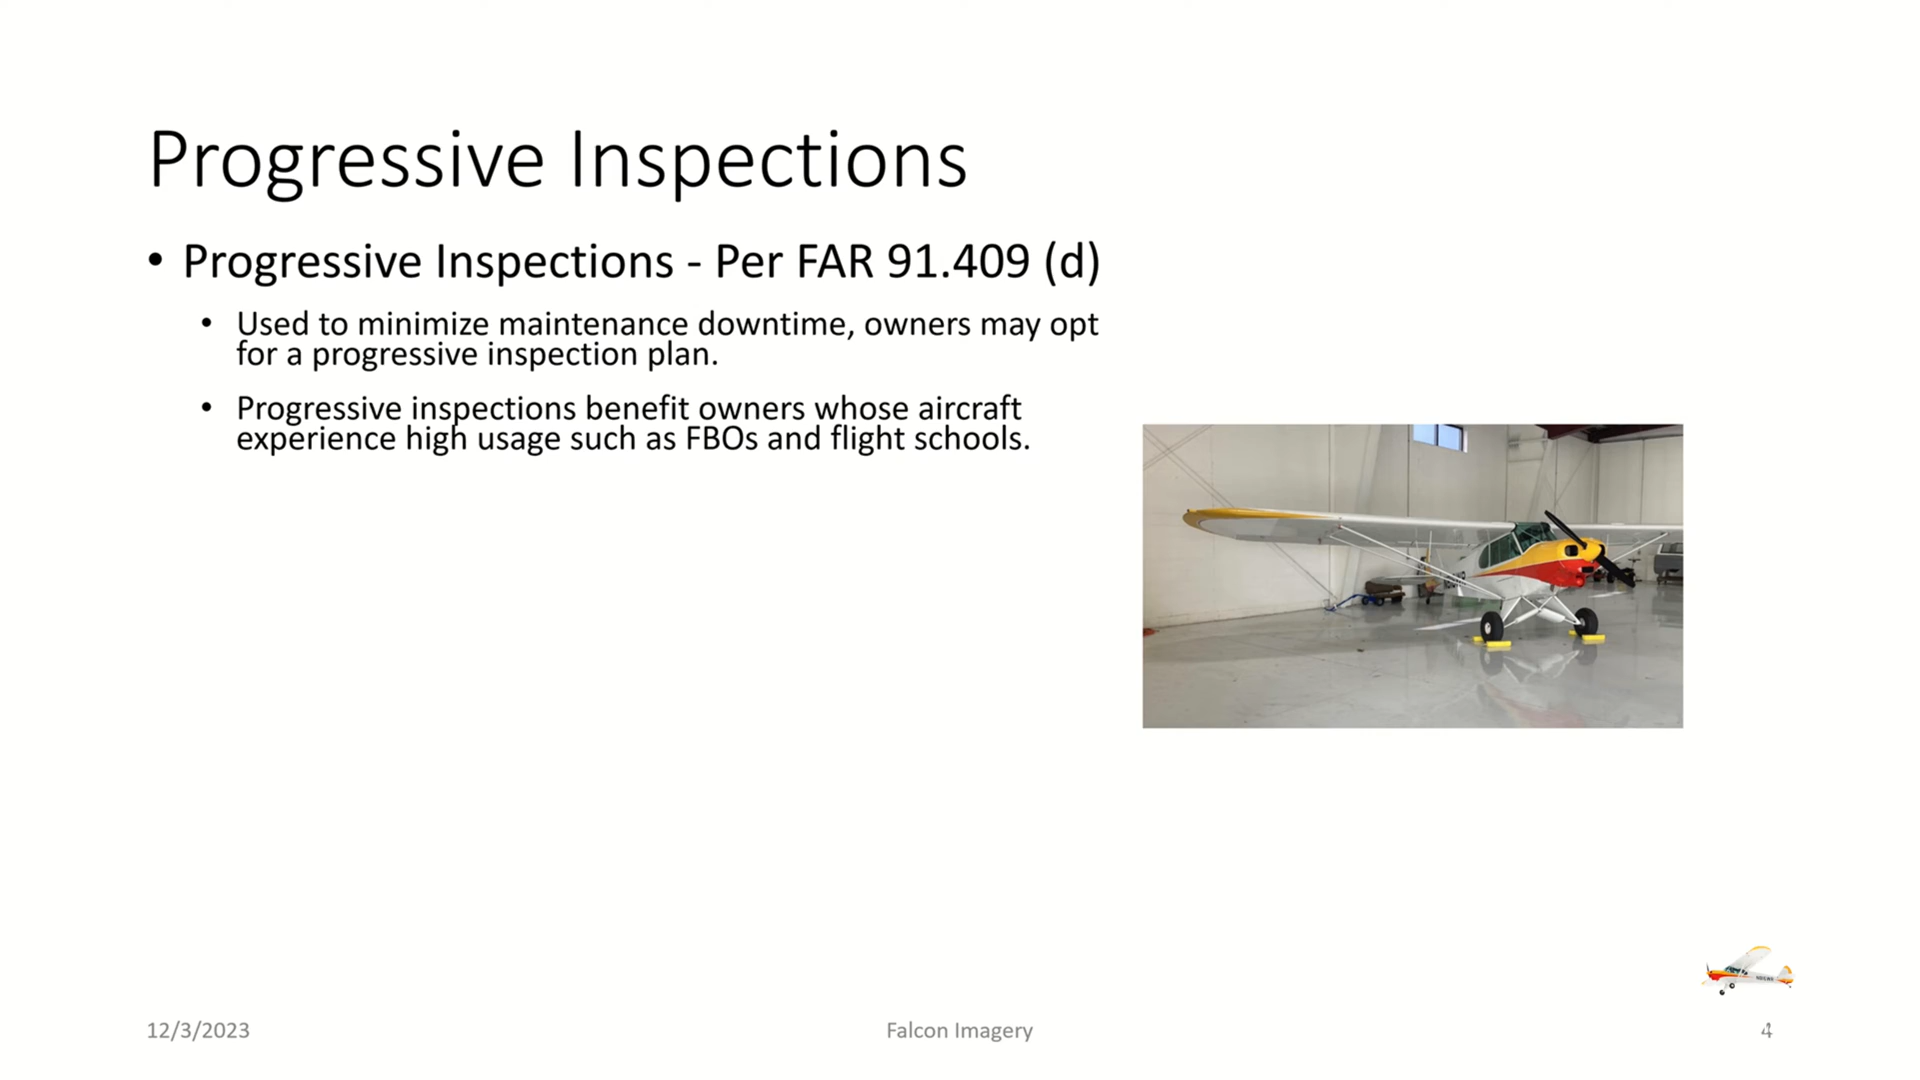 Progressive Inspections
• Progressive Inspections - Per FAR 91.409 (d)
• Used to minimize maintenance downtime, owners may opt
for a progressive inspection plan.
• Progressive inspections benefit owners whose aircraft
experience high usage such as FBOs and flight schools.
12/3/2023
Falcon Imagery
4